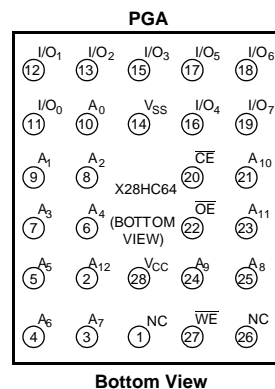 PGA
I/O1 I/O2 I/O3 I/O5 I/O6
12 13 15 17 18
I/O0 A0 VSS I/O4 I/O7
11 10 14 16 19
A1 A2 CE A10
9 8 X28HC64 20 21
A3 A4 OE A11
7 6 (BOTTOM VIEW) 22 23
A5 A12 VCC A9 A8
5 2 28 24 25
A6 A7 NC WE NC
4 3 1 27 26
Bottom View